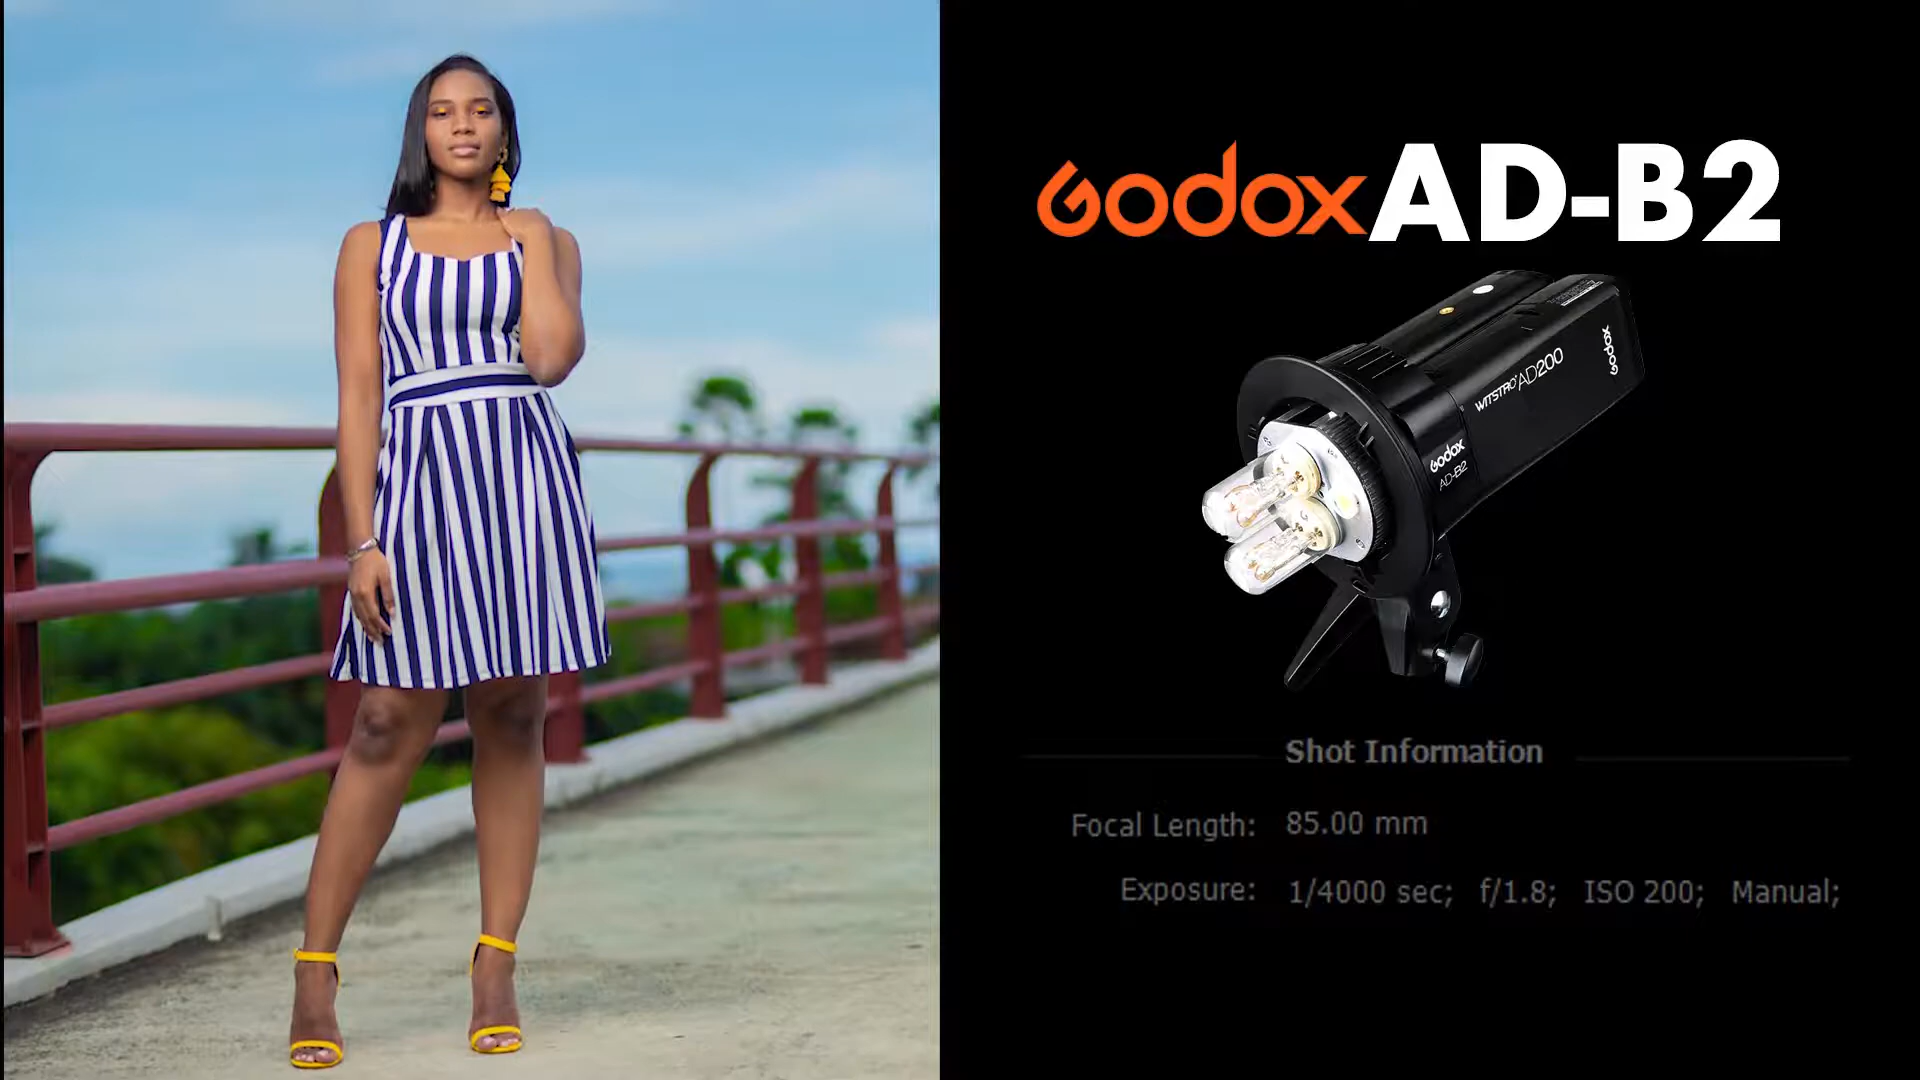 Godox AD-B2
WITSTRO AD200
Godox
Godox
AD-B2
Shot Information
Focal Length: 85.00 mm
Exposure: 1/4000 sec; f/1.8; ISO 200; Manual;